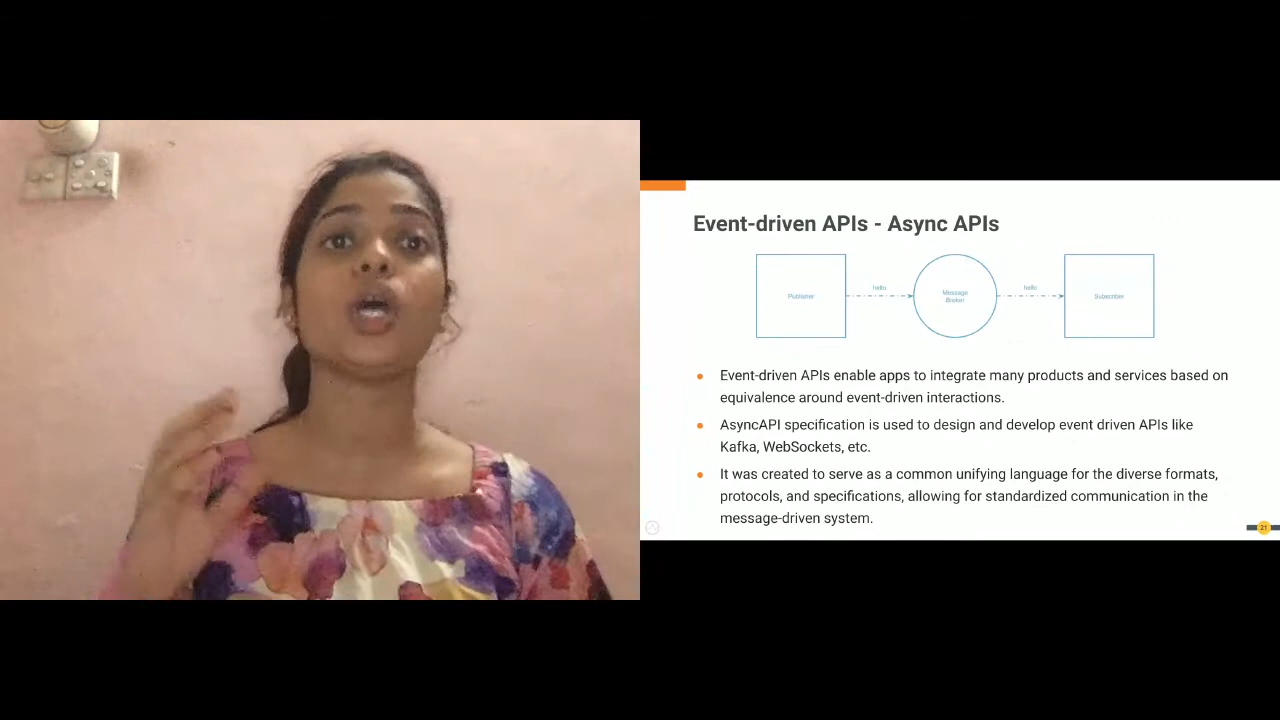 Event-driven APIs - Async APIs
Publisher
hello
Message
Broker
hello
Subscriber
Event-driven APIs enable apps to integrate many products and services based on
equivalence around event-driven interactions.
AsyncAPI specification is used to design and develop event driven APIs like
Kafka, WebSockets, etc.
It was created to serve as a common unifying language for the diverse formats,
protocols, and specifications, allowing for standardized communication in the
message-driven system.
21